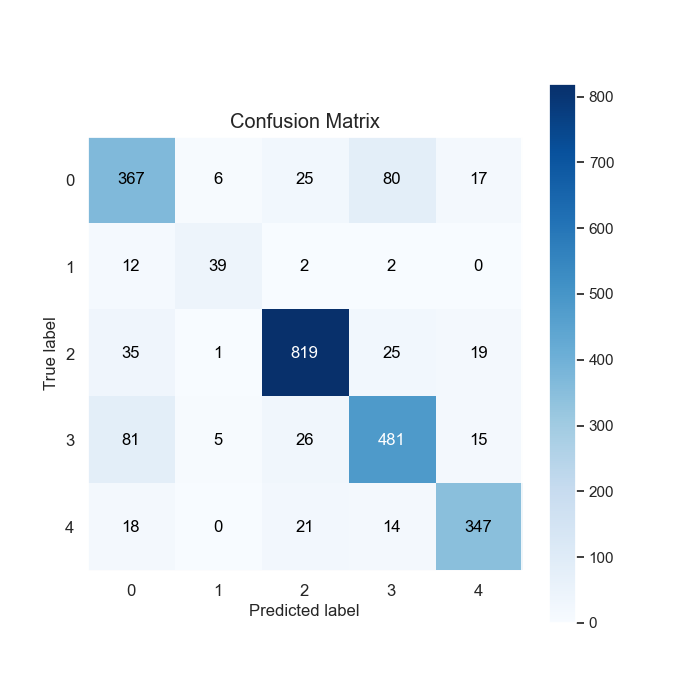 Confusion Matrix
0 367 6 25 80 17
1 12 39 2 2 0
2 35 1 819 25 19
3 81 5 26 481 15
4 18 0 21 14 347
0 1 2 3 4
Predicted label
True label
800
700
600
500
400
300
200
100
0